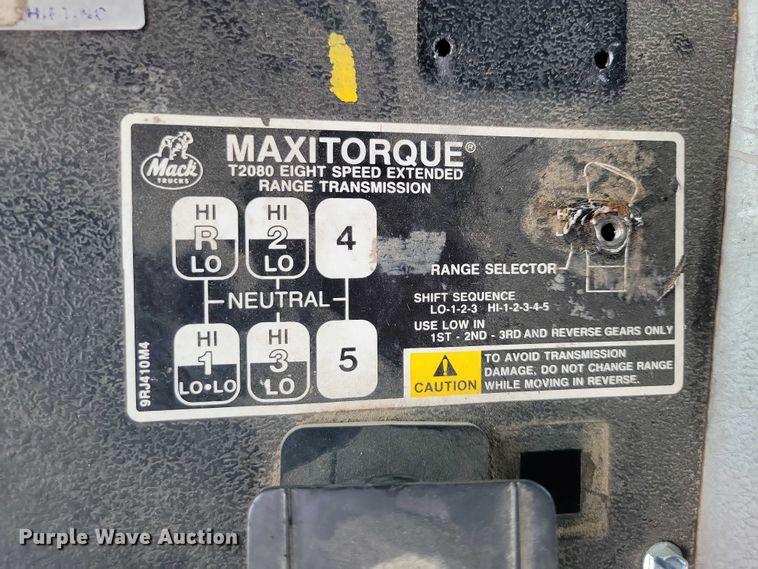 SHIFTING
Mack
TRUCKS
MAXITORQUE®
T2080 EIGHT SPEED EXTENDED
RANGE TRANSMISSION
HI
R
LO
HI
2
LO
4
NEUTRAL
HI
1
LO•LO
HI
3
LO
5
RANGE SELECTOR
SHIFT SEQUENCE
LO-1-2-3 HI-1-2-3-4-5
USE LOW IN
1ST - 2ND - 3RD AND REVERSE GEARS ONLY
CAUTION
TO AVOID TRANSMISSION
DAMAGE, DO NOT CHANGE RANGE
WHILE MOVING IN REVERSE.
9RJ410M4
Purple Wave Auction